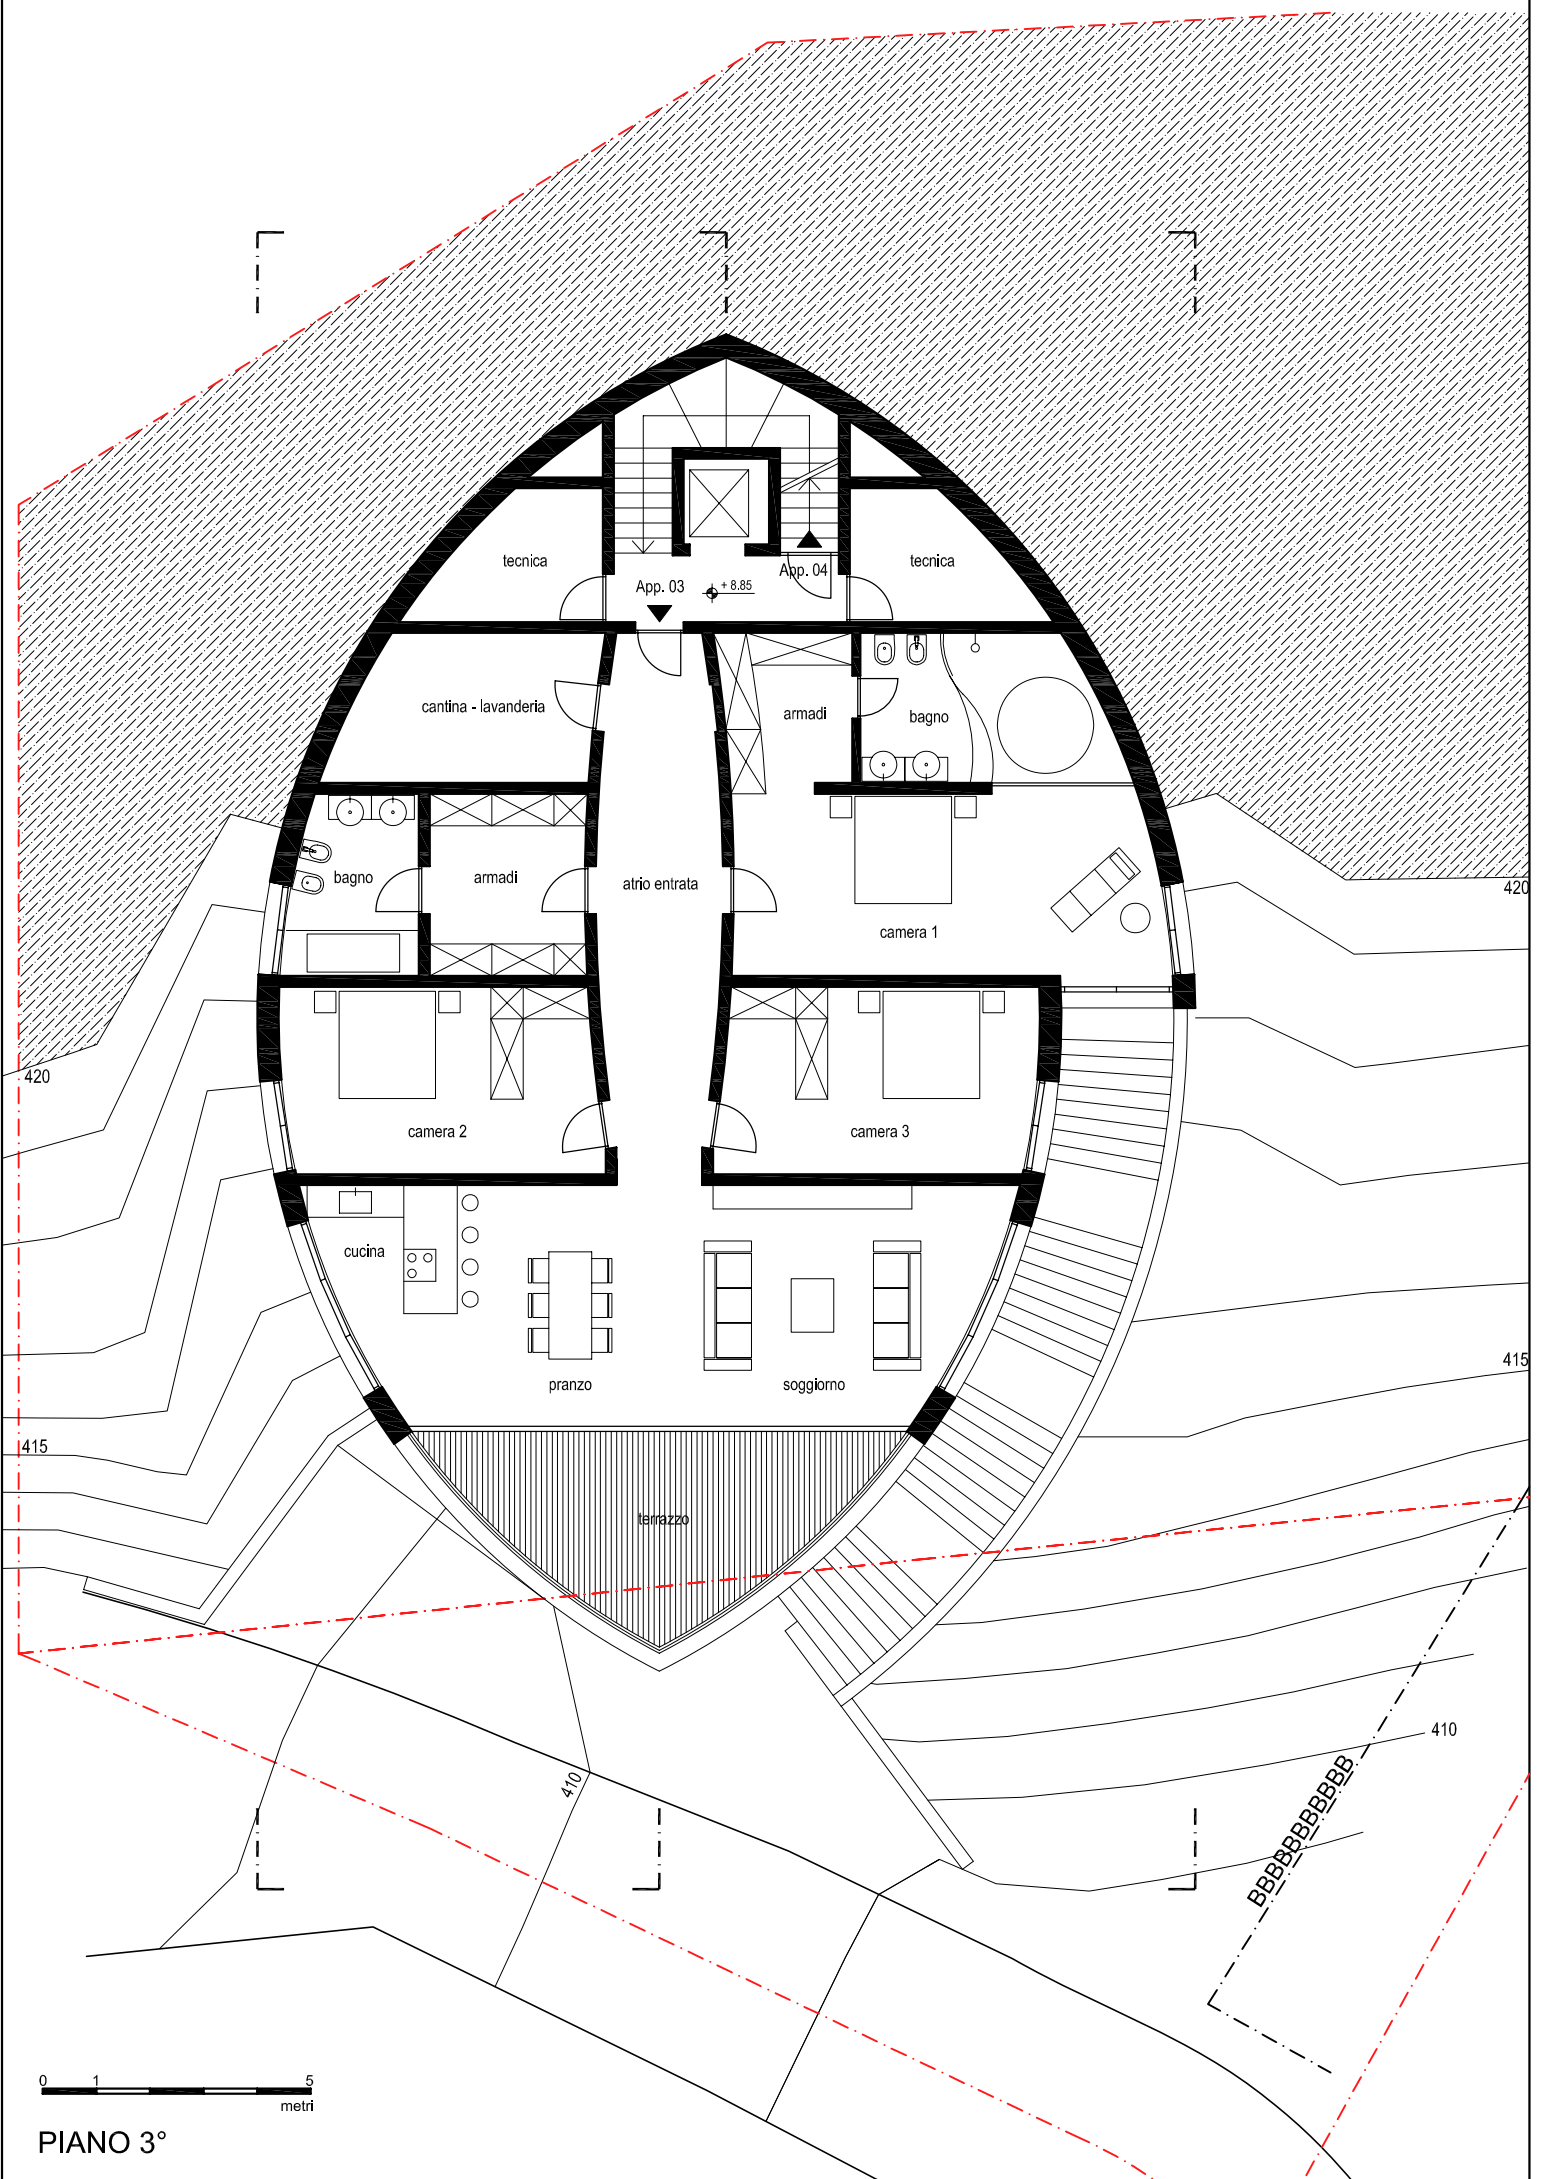 tecnica
tecnica
App. 03
+ 8.85
App. 04
cantina - lavanderia
armadi
bagno
bagno
armadi
atrio entrata
camera 1
420
420
camera 2
camera 3
cucina
pranzo
soggiorno
415
415
terrazzo
410
410
BBBBBBBBBBB
0 1 5
metri
PIANO 3°